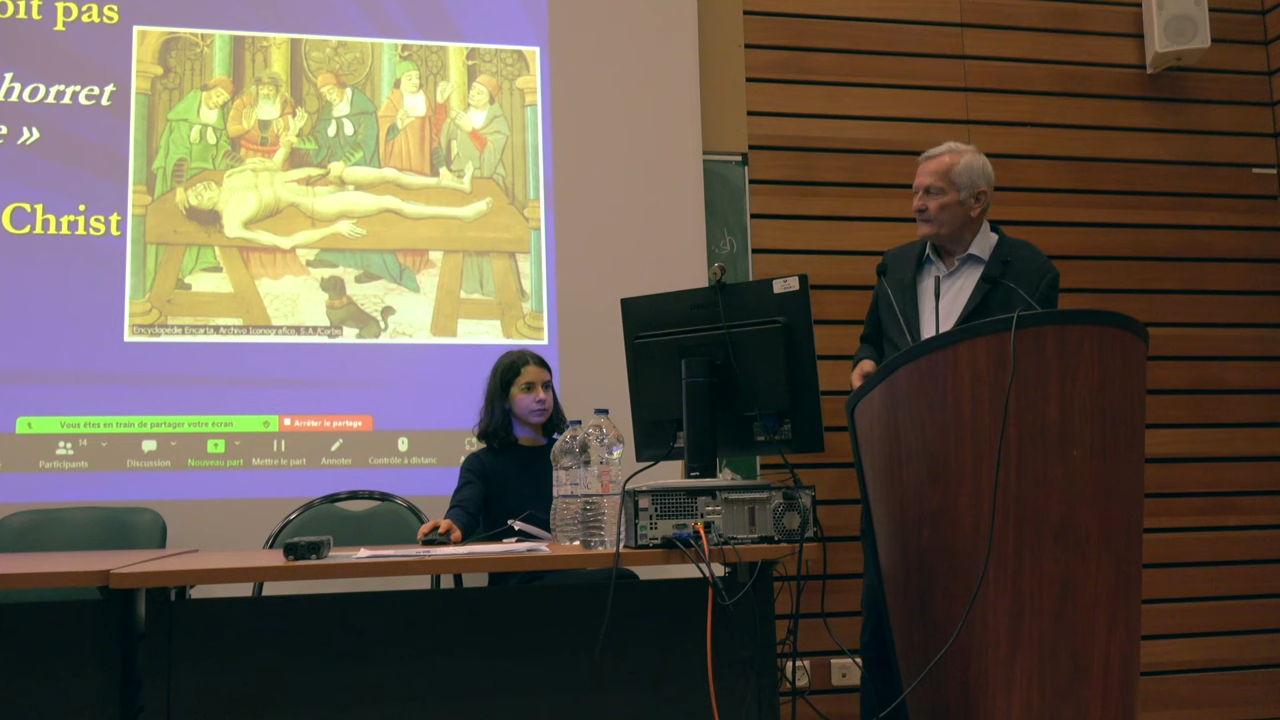 oit pas
horret
e »
Christ
Encyclopédie Encarta, Archivo Iconografico, S.A./Corbis
Vous êtes en train de partager votre écran
Arrêter le partage
14
Participants
Discussion
Nouveau part
Mettre le part
Annoter
Contrôle à distanc